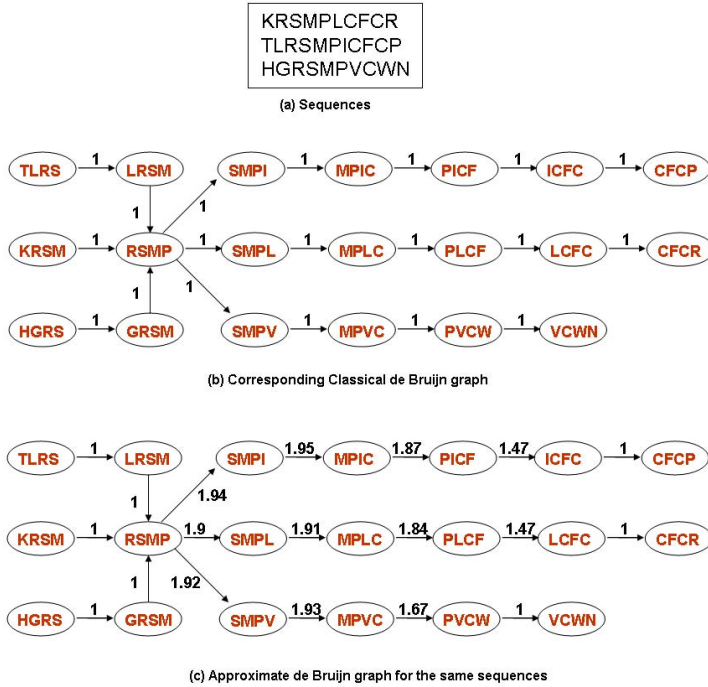 KRSMPLCFCR
TLRSMPICFCP
HGRSMPVCWN
(a) Sequences
TLRS 1 LRSM SMPI 1 MPIC 1 PICF 1 ICFC 1 CFCP
1 1
KRSM 1 RSMP 1 SMPL 1 MPLC 1 PLCF 1 LCFC 1 CFCR
1 1
HGRS 1 GRSM SMPV 1 MPVC 1 PVCW 1 VCWN
(b) Corresponding Classical de Bruijn graph
TLRS 1 LRSM SMPI 1.95 MPIC 1.87 PICF 1.47 ICFC 1 CFCP
1 1.94
KRSM 1 RSMP 1.9 SMPL 1.91 MPLC 1.84 PLCF 1.47 LCFC 1 CFCR
1 1.92
HGRS 1 GRSM SMPV 1.93 MPVC 1.67 PVCW 1 VCWN
(c) Approximate de Bruijn graph for the same sequences